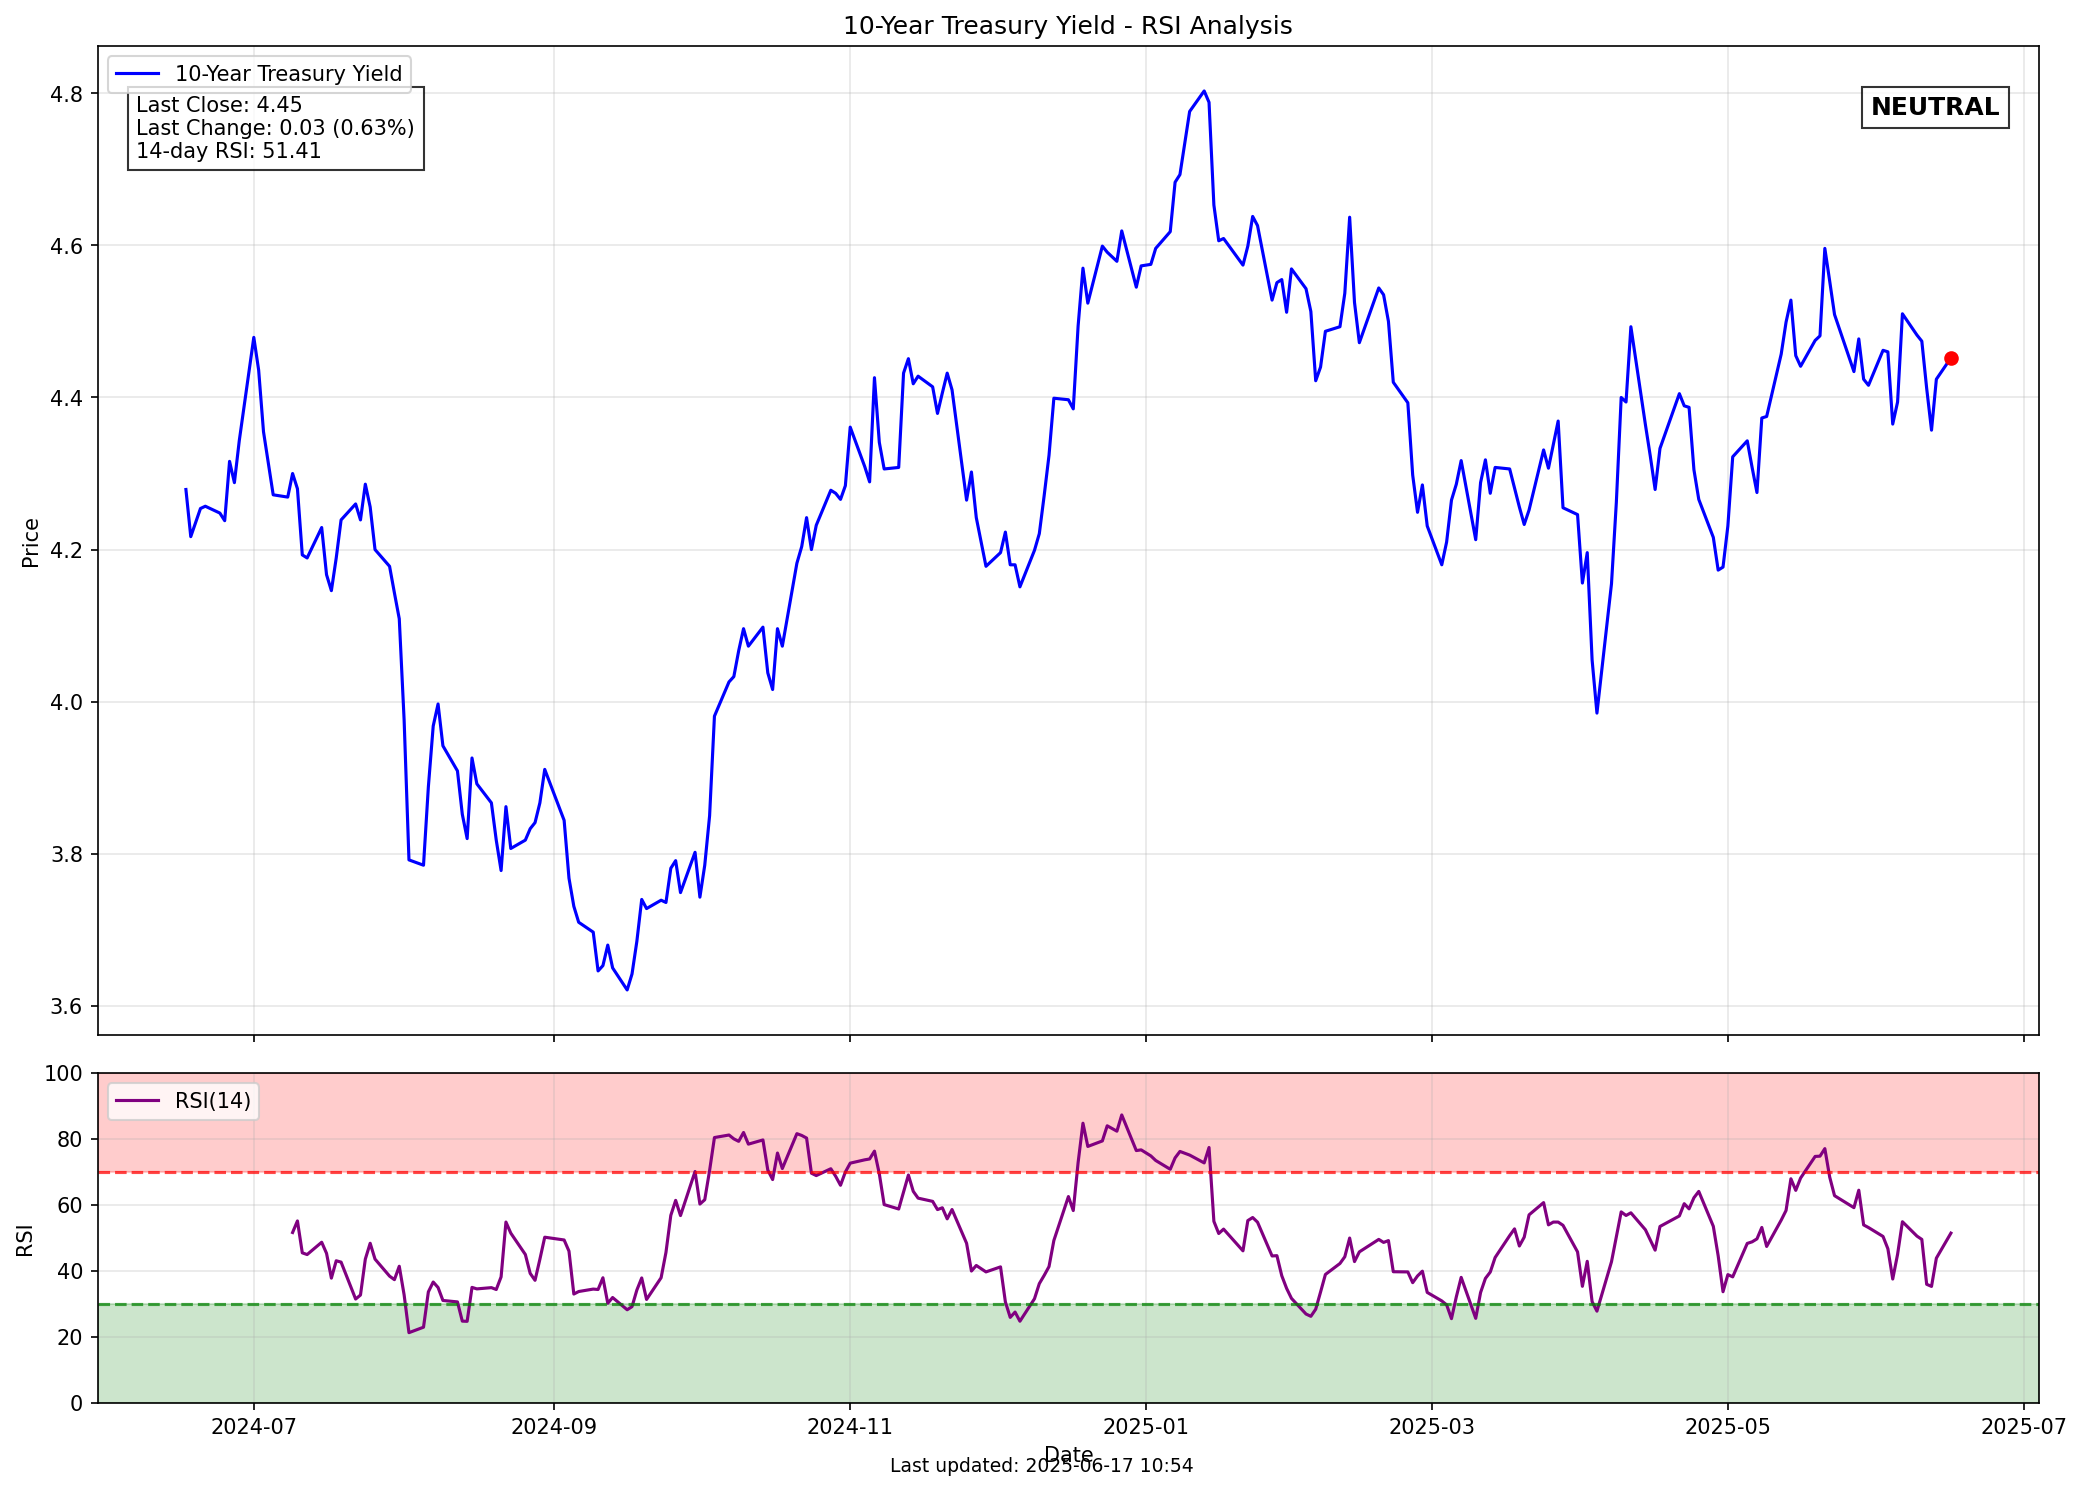 10-Year Treasury Yield - RSI Analysis
10-Year Treasury Yield
Last Close: 4.45
Last Change: 0.03 (0.63%)
14-day RSI: 51.41
NEUTRAL
Price
4.8
4.6
4.4
4.2
4.0
3.8
3.6
RSI(14)
RSI
100
80
60
40
20
0
2024-07
2024-09
2024-11
2025-01
2025-03
2025-05
2025-07
Date
Last updated: 2025-06-17 10:54